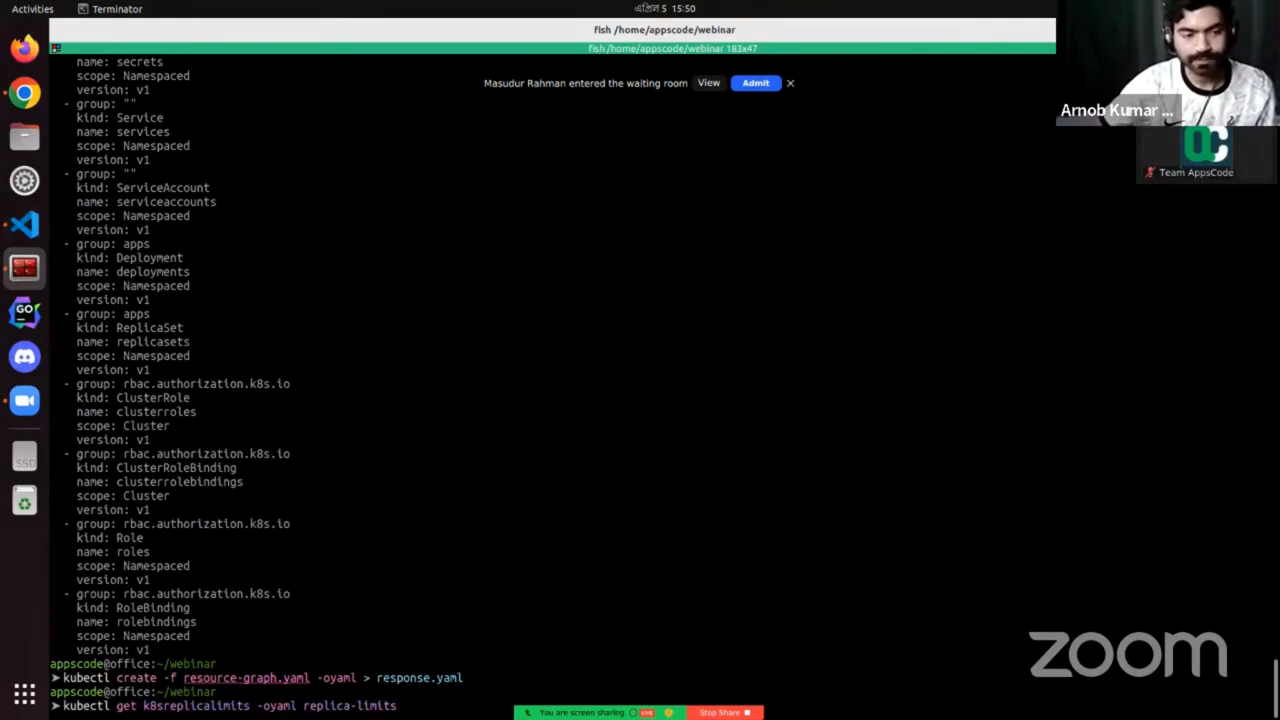 Activities
Terminator
এপ্রিল 5 15:50
fish /home/appscode/webinar
fish /home/appscode/webinar 183x47
name: secrets
scope: Namespaced
version: v1
- group: ""
kind: Service
name: services
scope: Namespaced
version: v1
- group: ""
kind: ServiceAccount
name: serviceaccounts
scope: Namespaced
version: v1
- group: apps
kind: Deployment
name: deployments
scope: Namespaced
version: v1
- group: apps
kind: ReplicaSet
name: replicasets
scope: Namespaced
version: v1
- group: rbac.authorization.k8s.io
kind: ClusterRole
name: clusterroles
scope: Cluster
version: v1
- group: rbac.authorization.k8s.io
kind: ClusterRoleBinding
name: clusterrolebindings
scope: Cluster
version: v1
- group: rbac.authorization.k8s.io
kind: Role
name: roles
scope: Namespaced
version: v1
- group: rbac.authorization.k8s.io
kind: RoleBinding
name: rolebindings
scope: Namespaced
version: v1
appscode@office:~/webinar
➤ kubectl create -f resource-graph.yaml -oyaml > response.yaml
appscode@office:~/webinar
➤ kubectl get k8sreplicalimits -oyaml replica-limits
Masudur Rahman entered the waiting room View Admit ×
Arnob Kumar ...
Team AppsCode
GO
SSD
zoom
You are screen sharing LIVE Stop Share